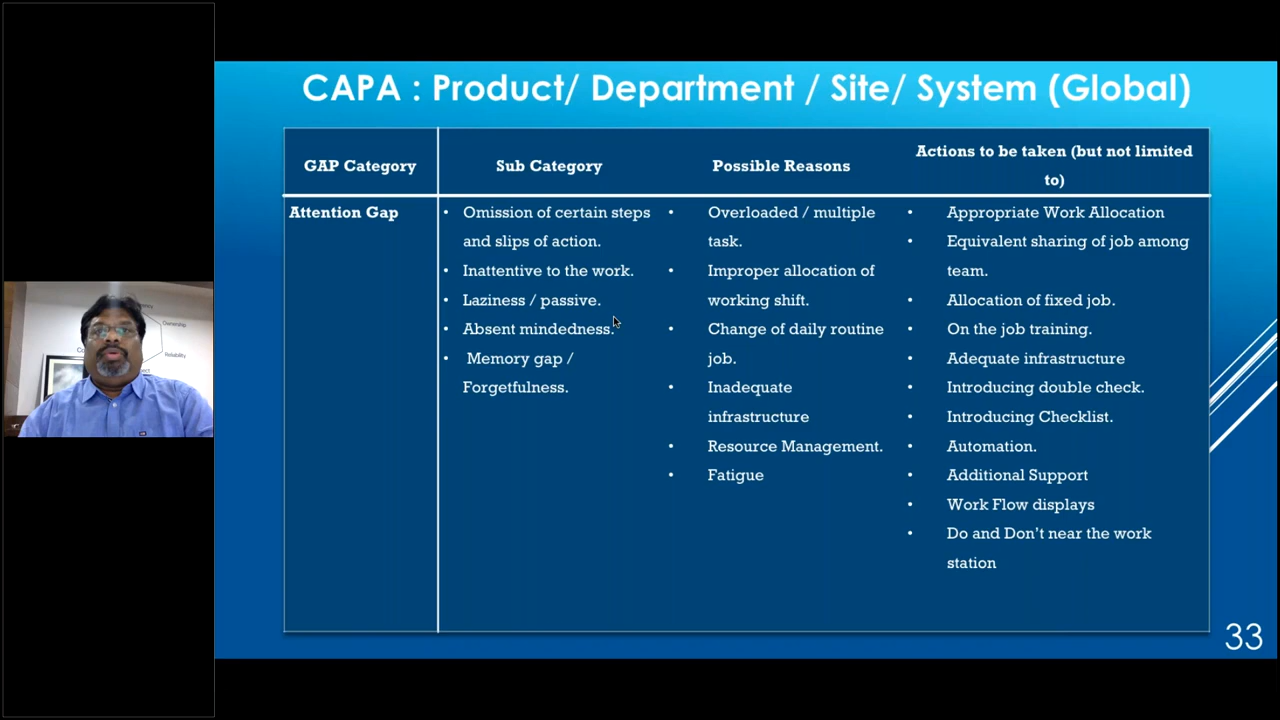 CAPA : Product/ Department / Site/ System (Global)
GAP Category
Sub Category
Possible Reasons
Actions to be taken (but not limited
to)
Attention Gap
• Omission of certain steps
and slips of action.
• Inattentive to the work.
• Laziness / passive.
• Absent mindedness.
• Memory gap /
Forgetfulness.
• Overloaded / multiple
task.
• Improper allocation of
working shift.
• Change of daily routine
job.
• Inadequate
infrastructure
• Resource Management.
• Fatigue
• Appropriate Work Allocation
• Equivalent sharing of job among
team.
• Allocation of fixed job.
• On the job training.
• Adequate infrastructure
• Introducing double check.
• Introducing Checklist.
• Automation.
• Additional Support
• Work Flow displays
• Do and Don't near the work
station
33
Ownership
Reliability